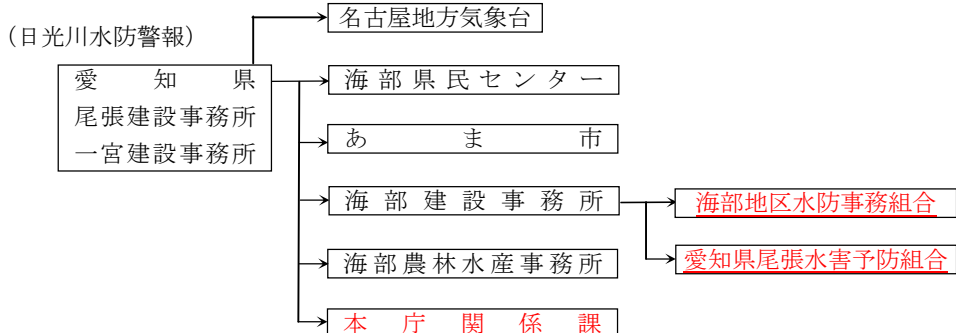 名古屋地方気象台
(日光川水防警報)
愛知県
尾張建設事務所
一宮建設事務所
海部県民センター
あま市
海部建設事務所
海部地区水防事務組合
愛知県尾張水害予防組合
海部農林水産事務所
本庁関係課